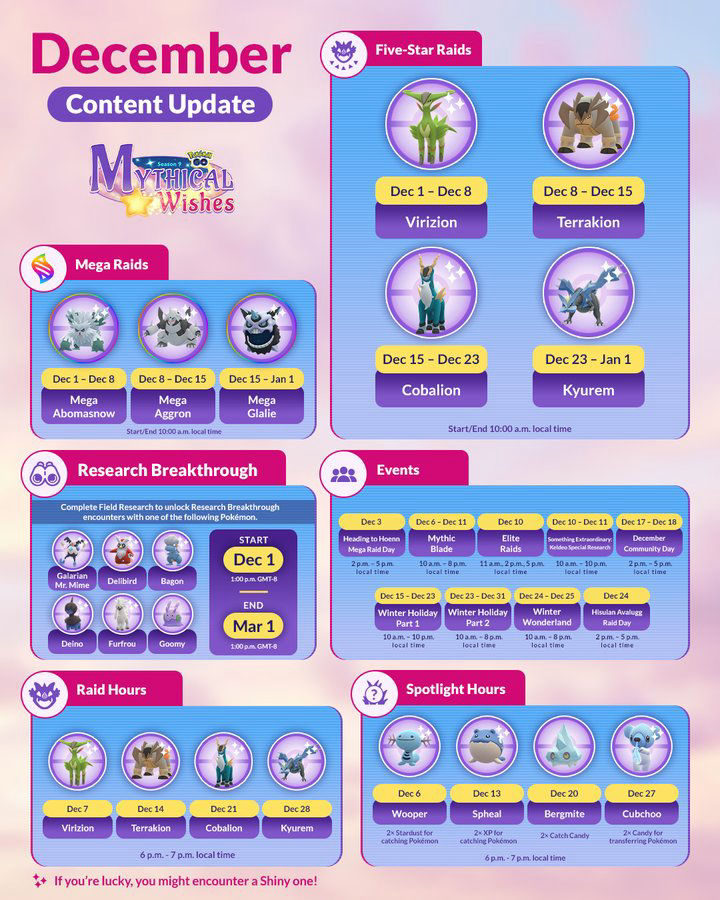 December
Content Update
Pokémon
GO
Season 9
Mythical
Wishes
Five-Star Raids
Dec 1 – Dec 8
Virizion
Dec 8 – Dec 15
Terrakion
Dec 15 – Dec 23
Cobalion
Dec 23 – Jan 1
Kyurem
Start/End 10:00 a.m. local time
Mega Raids
Dec 1 – Dec 8
Mega
Abomasnow
Dec 8 – Dec 15
Mega
Aggron
Dec 15 – Jan 1
Mega
Glalie
Start/End 10:00 a.m. local time
Research Breakthrough
Complete Field Research to unlock Research Breakthrough
encounters with one of the following Pokémon.
Galarian
Mr. Mime
Delibird
Bagon
Deino
Furfrou
Goomy
START
Dec 1
1:00 p.m. GMT-8
END
Mar 1
1:00 p.m. GMT-8
Events
Dec 3
Heading to Hoenn
Mega Raid Day
2 p.m. – 5 p.m.
local time
Dec 6 – Dec 11
Mythic
Blade
10 a.m. – 8 p.m.
local time
Dec 10
Elite
Raids
11 a.m., 2 p.m., 5 p.m.
local time
Dec 10 – Dec 11
Something Extraordinary:
Keldeo Special Research
10 a.m. – 10 p.m.
local time
Dec 17 – Dec 18
December
Community Day
2 p.m. – 5 p.m.
local time
Dec 15 – Dec 23
Winter Holiday
Part 1
10 a.m. – 10 p.m.
local time
Dec 23 – Dec 31
Winter Holiday
Part 2
10 a.m. – 8 p.m.
local time
Dec 24 – Dec 25
Winter
Wonderland
10 a.m. – 8 p.m.
local time
Dec 24
Hisuian Avalugg
Raid Day
2 p.m. – 5 p.m.
local time
Raid Hours
Dec 7
Virizion
Dec 14
Terrakion
Dec 21
Cobalion
Dec 28
Kyurem
6 p.m. - 7 p.m. local time
Spotlight Hours
?
Dec 6
Wooper
2× Stardust for
catching Pokémon
Dec 13
Spheal
2× XP for
catching Pokémon
Dec 20
Bergmite
2× Catch Candy
Dec 27
Cubchoo
2× Candy for
transferring Pokémon
6 p.m. - 7 p.m. local time
If you're lucky, you might encounter a Shiny one!